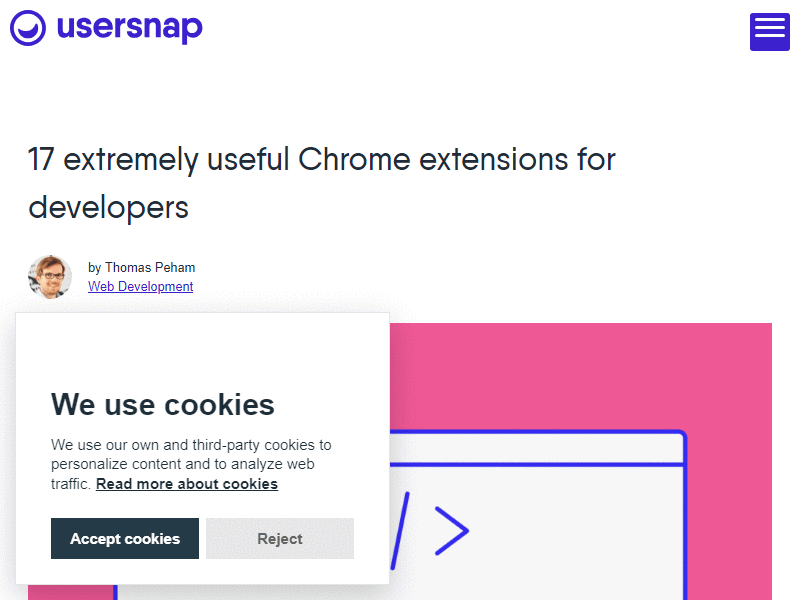 usersnap
17 extremely useful Chrome extensions for
developers
by Thomas Peham
Web Development
We use cookies
We use our own and third-party cookies to
personalize content and to analyze web
traffic. Read more about cookies
Accept cookies
Reject
/ >